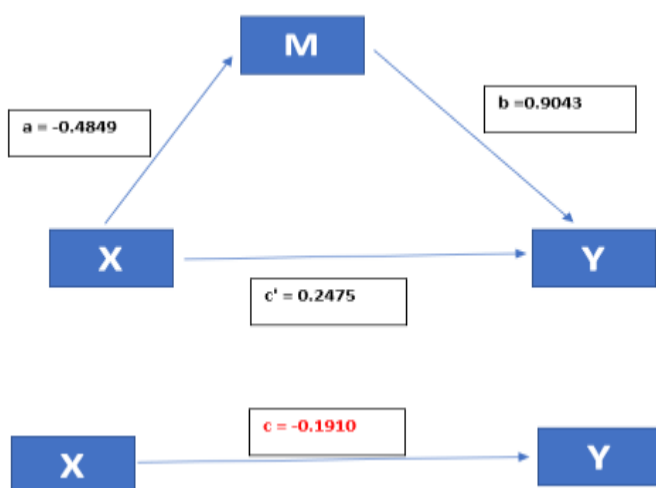 M
a = -0.4849
b =0.9043
X
Y
c' = 0.2475
c = -0.1910
X
Y